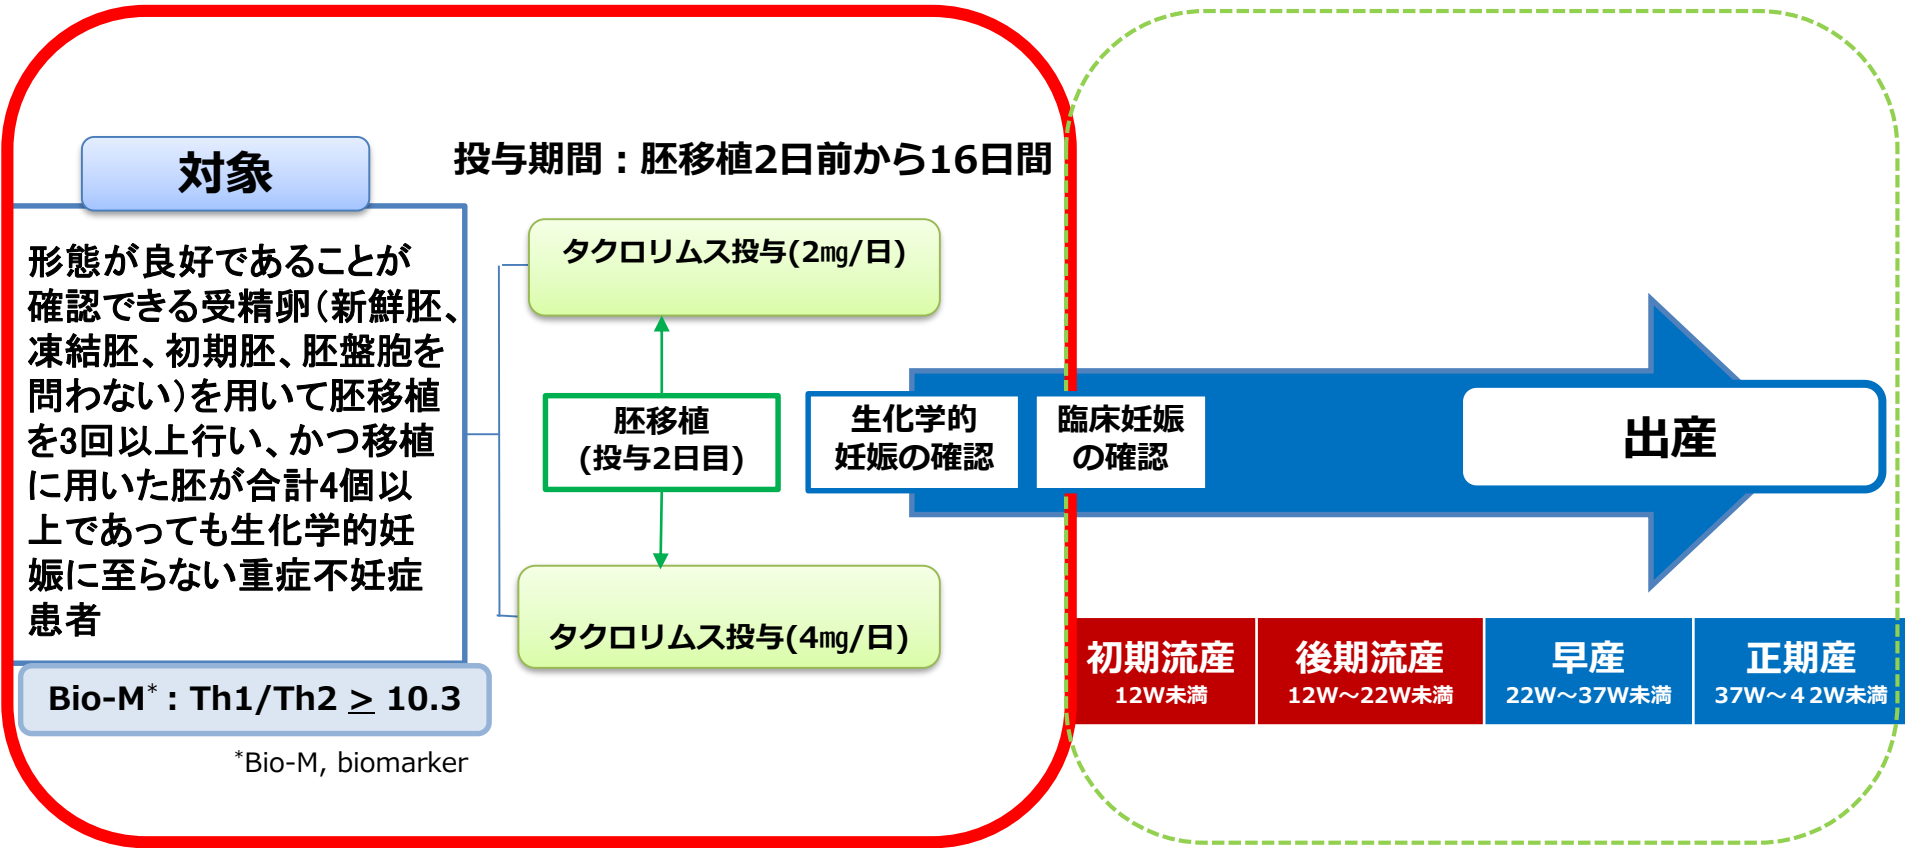 対象
投与期間：胚移植2日前から16日間
形態が良好であることが
確認できる受精卵（新鮮胚、
凍結胚、初期胚、胚盤胞を
問わない）を用いて胚移植
を3回以上行い、かつ移植
に用いた胚が合計4個以
上であっても生化学的妊
娠に至らない重症不妊症
患者
Bio-M*：Th1/Th2 ≥ 10.3
*Bio-M, biomarker
タクロリムス投与(2㎎/日)
胚移植
(投与2日目)
タクロリムス投与(4㎎/日)
生化学的
妊娠の確認
臨床妊娠
の確認
出産
初期流産
12W未満
後期流産
12W～22W未満
早産
22W～37W未満
正期産
37W～４2W未満